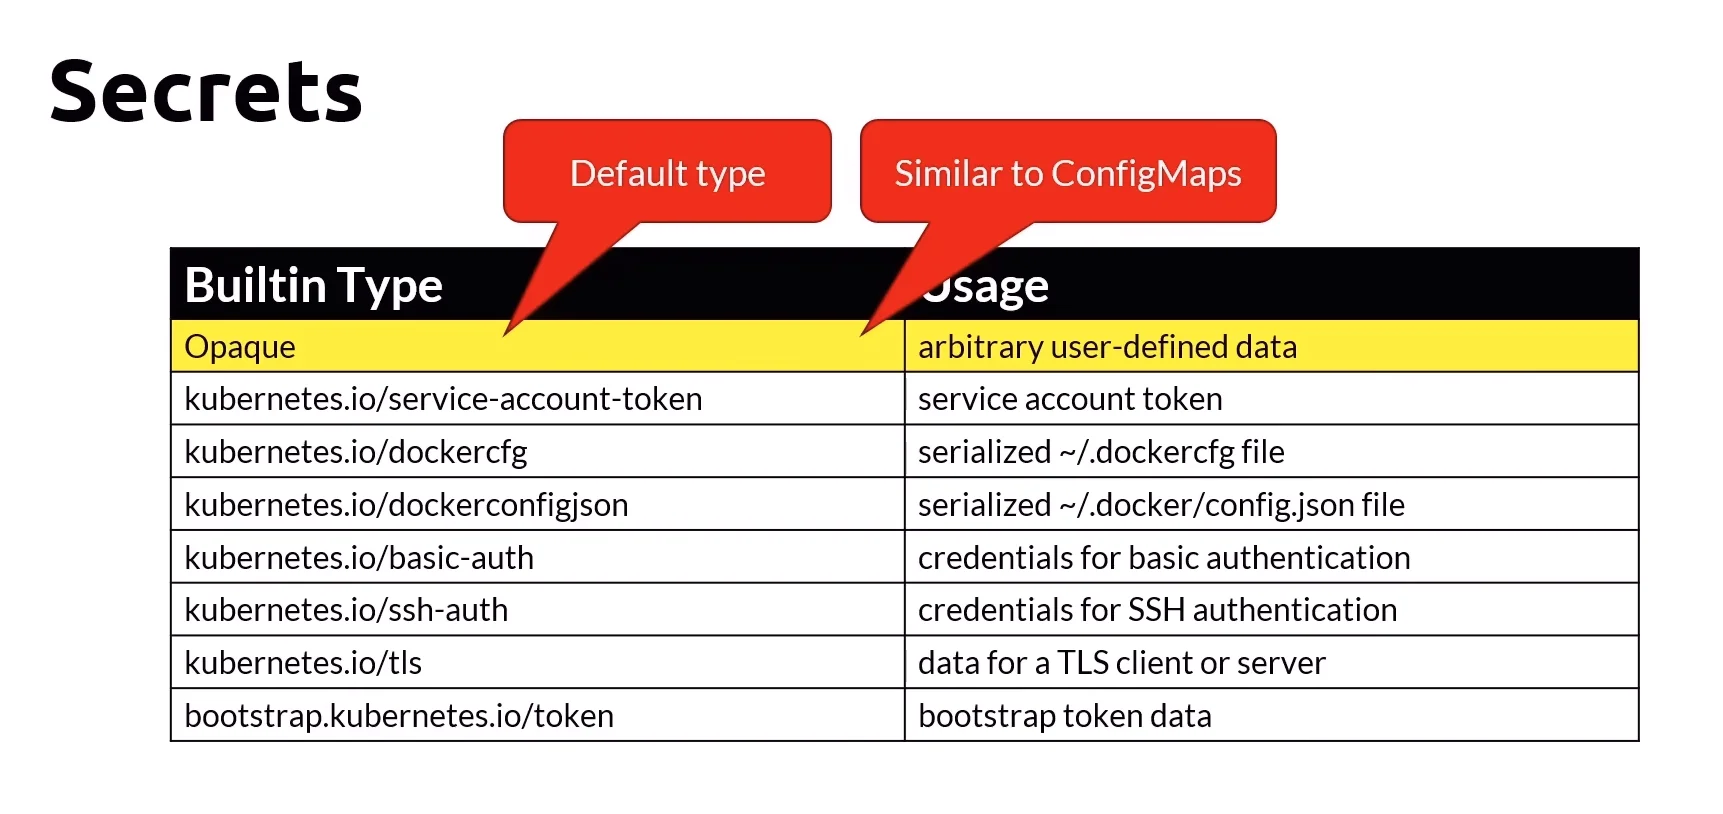 Secrets
Default type
Similar to ConfigMaps
Builtin Type
Usage
Opaque
arbitrary user-defined data
kubernetes.io/service-account-token
service account token
kubernetes.io/dockercfg
serialized ~/.dockercfg file
kubernetes.io/dockerconfigjson
serialized ~/.docker/config.json file
kubernetes.io/basic-auth
credentials for basic authentication
kubernetes.io/ssh-auth
credentials for SSH authentication
kubernetes.io/tls
data for a TLS client or server
bootstrap.kubernetes.io/token
bootstrap token data